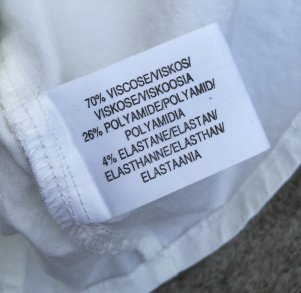 70% VISCOSE/VISKOS/
VISKOSE/VISKOOSIA
26% POLYAMIDE/POLYAMID/
POLYAMIDIA
4% ELASTANE/ELASTAN/
ELASTHANNE/ELASTHAN/
ELASTAANIA